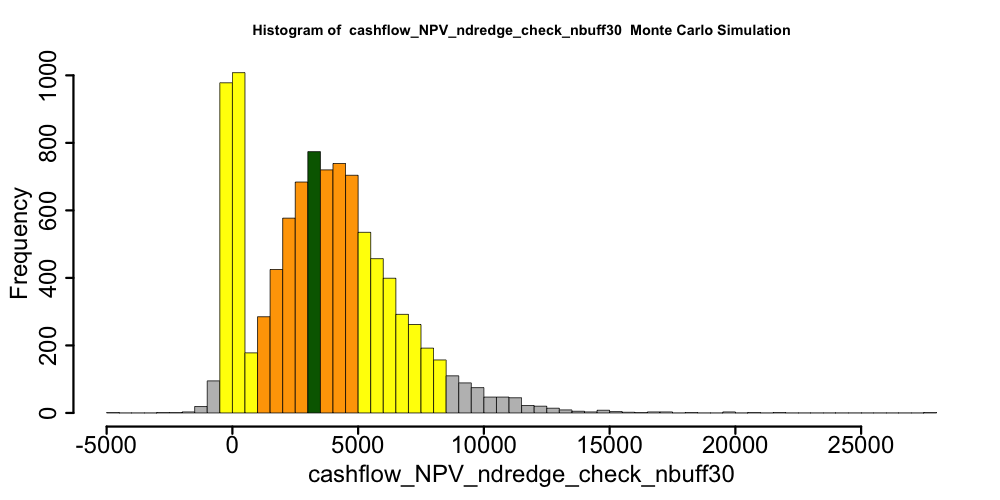 Histogram of  cashflow_NPV_ndredge_check_nbuff30  Monte Carlo Simulation
Frequency
1000
800
600
400
200
0
-5000 0 5000 10000 15000 20000 25000
cashflow_NPV_ndredge_check_nbuff30